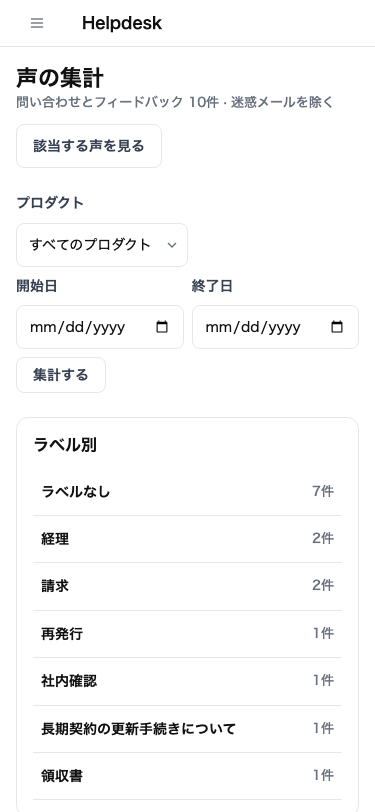 Helpdesk
声の集計
問い合わせとフィードバック 10件 · 迷惑メールを除く
該当する声を見る
プロダクト
すべてのプロダクト
開始日 終了日
mm/dd/yyyy mm/dd/yyyy
集計する
ラベル別
ラベルなし 7件
経理 2件
請求 2件
再発行 1件
社内確認 1件
長期契約の更新手続きについて 1件
領収書 1件